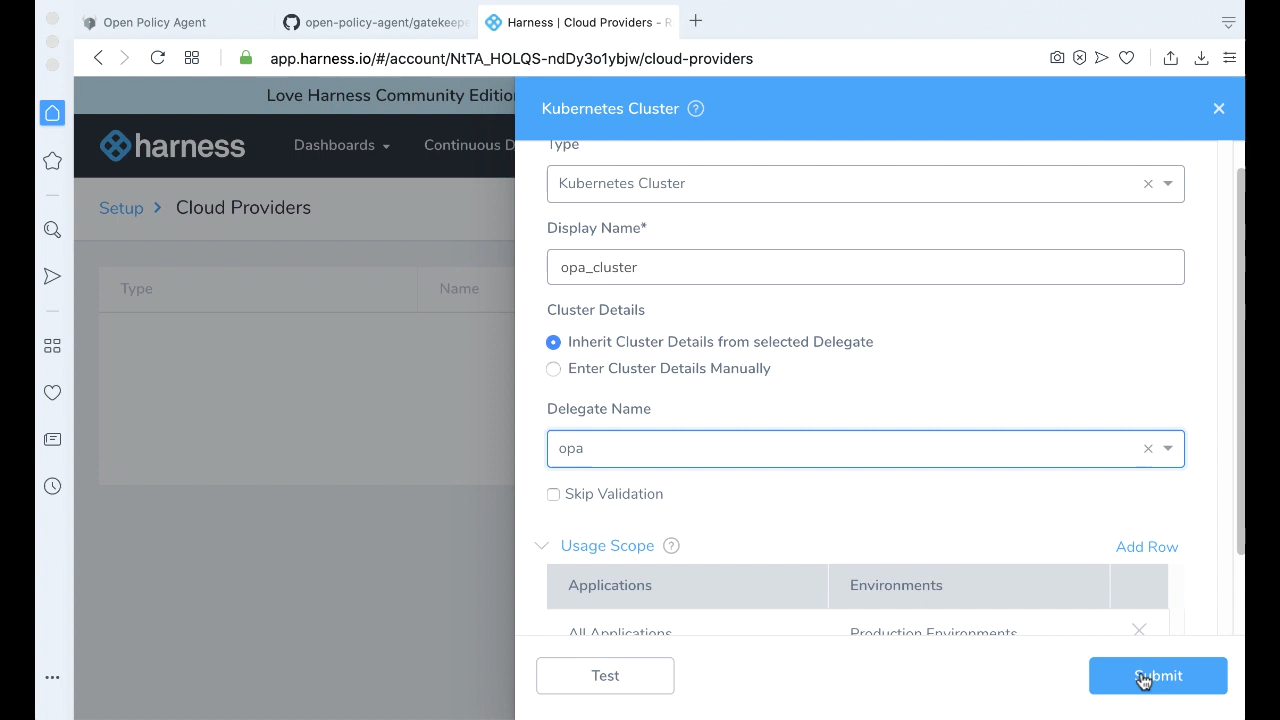 Open Policy Agent
open-policy-agent/gatekeepe
Harness | Cloud Providers - R
app.harness.io/#/account/NtTA_HOLQS-ndDy3o1ybjw/cloud-providers
Love Harness Community Edition
Kubernetes Cluster
harness
Dashboards
Continuous D
Setup > Cloud Providers
Type
Name
Type
Kubernetes Cluster
Display Name*
opa_cluster
Cluster Details
Inherit Cluster Details from selected Delegate
Enter Cluster Details Manually
Delegate Name
opa
Skip Validation
Usage Scope
Add Row
Applications
Environments
All Applications
Production Environments
Test
Submit